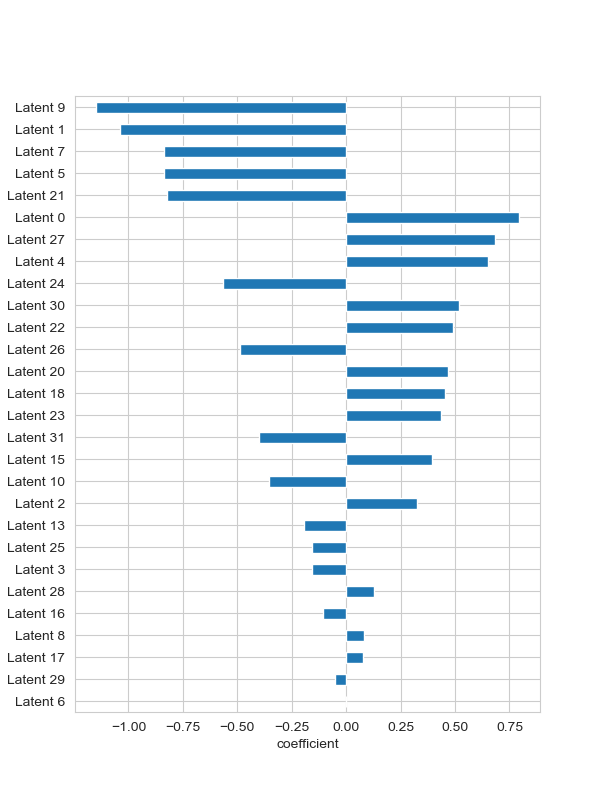 Latent 9
Latent 1
Latent 7
Latent 5
Latent 21
Latent 0
Latent 27
Latent 4
Latent 24
Latent 30
Latent 22
Latent 26
Latent 20
Latent 18
Latent 23
Latent 31
Latent 15
Latent 10
Latent 2
Latent 13
Latent 25
Latent 3
Latent 28
Latent 16
Latent 8
Latent 17
Latent 29
Latent 6
−1.00 −0.75 −0.50 −0.25 0.00 0.25 0.50 0.75
coefficient